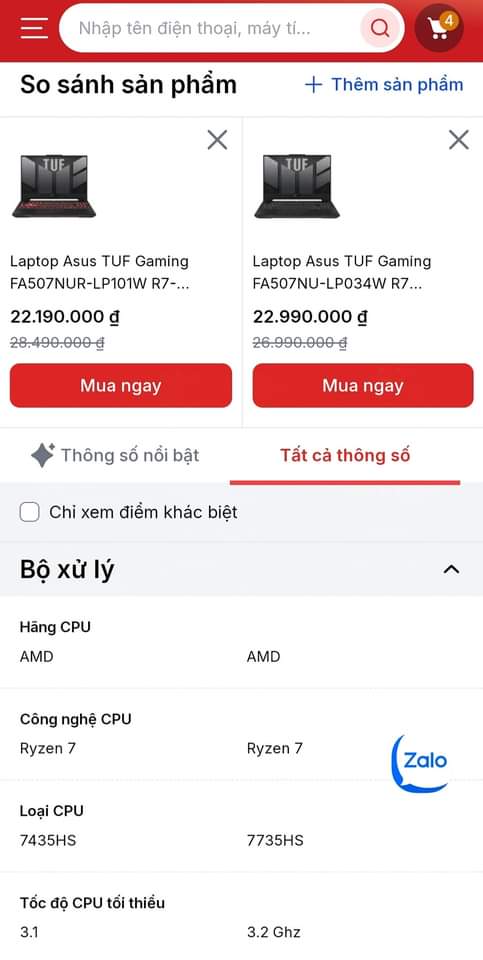 Nhập tên điện thoại, máy tí...
4
So sánh sản phẩm
Thêm sản phẩm
TUF
TUF
Laptop Asus TUF Gaming
FA507NUR-LP101W R7-...
22.190.000 ₫
28.490.000 ₫
Mua ngay
Laptop Asus TUF Gaming
FA507NU-LP034W R7...
22.990.000 ₫
26.990.000 ₫
Mua ngay
Thông số nổi bật
Tất cả thông số
Chỉ xem điểm khác biệt
Bộ xử lý
Hãng CPU
AMD
AMD
Công nghệ CPU
Ryzen 7
Ryzen 7
Zalo
Loại CPU
7435HS
7735HS
Tốc độ CPU tối thiểu
3.1
3.2 Ghz